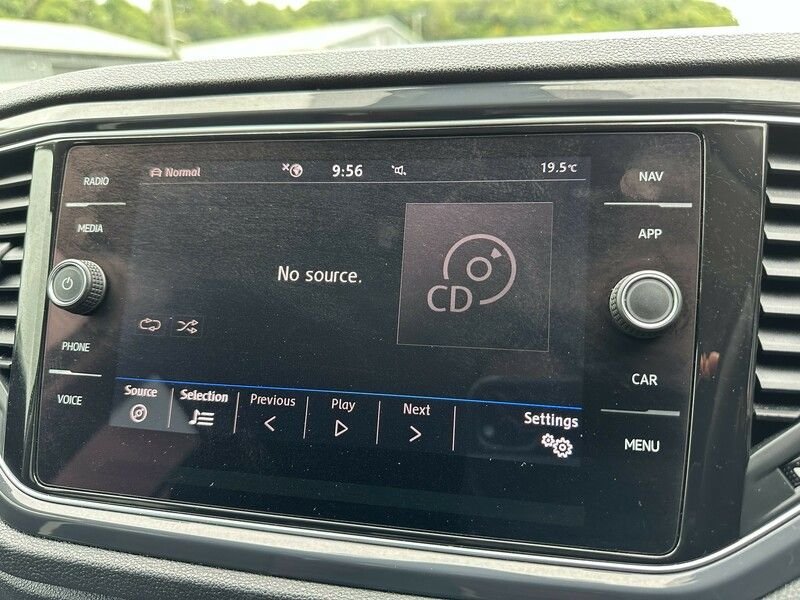 RADIO
MEDIA
PHONE
VOICE
Normal
9:56
19.5°C
No source.
CD
Source
Selection
Previous
Play
Next
Settings
NAV
APP
CAR
MENU